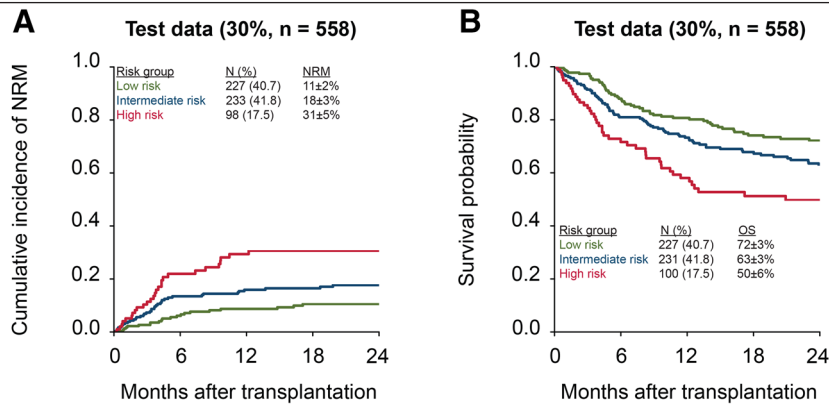 A
Test data (30%, n = 558)
Cumulative incidence of NRM
1.0
0.8
0.6
0.4
0.2
0.0
Risk group N (%) NRM
Low risk 227 (40.7) 11±2%
Intermediate risk 233 (41.8) 18±3%
High risk 98 (17.5) 31±5%
0 6 12 18 24
Months after transplantation
B
Test data (30%, n = 558)
Survival probability
1.0
0.8
0.6
0.4
0.2
0.0
Risk group N (%) OS
Low risk 227 (40.7) 72±3%
Intermediate risk 231 (41.8) 63±3%
High risk 100 (17.5) 50±6%
0 6 12 18 24
Months after transplantation